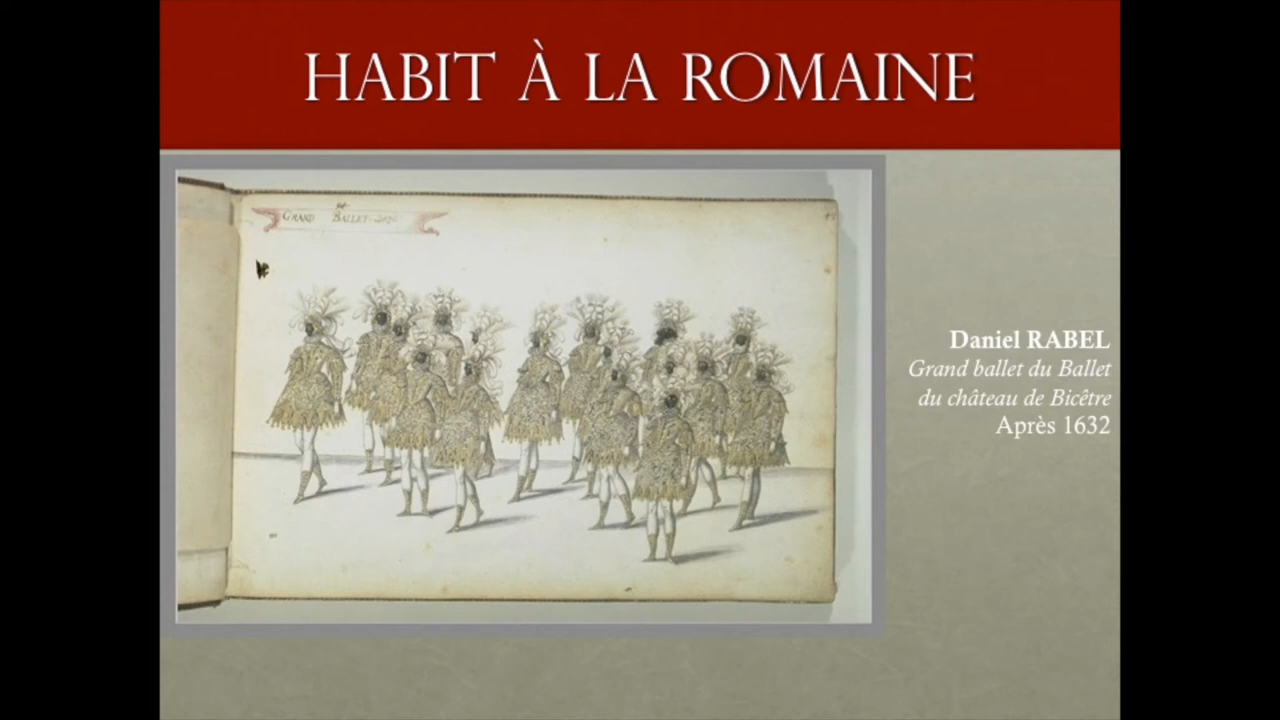 HABIT À LA ROMAINE
GRAND BALLET
Daniel RABEL
Grand ballet du Ballet
du château de Bicêtre
Après 1632